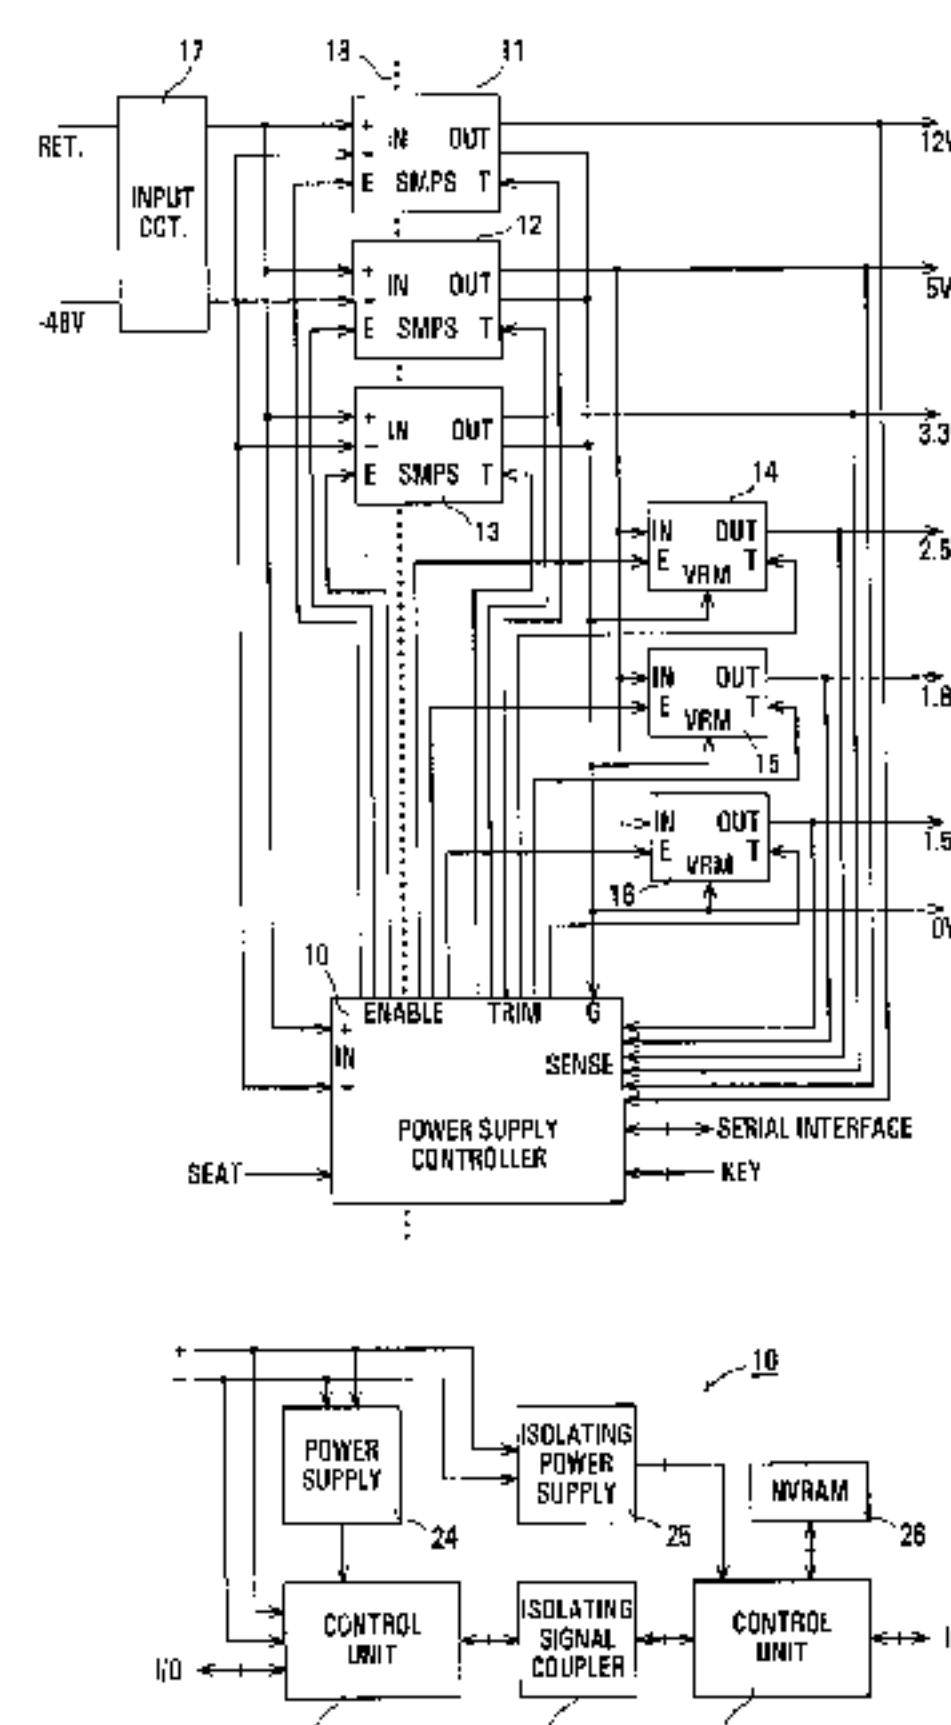 17
18
11
RET.
INPUT
CCT.
-48V
+
IN OUT
−
E SMPS T
12V
12
+
IN OUT
−
E SMPS T
5V
+
IN OUT
−
E SMPS T
3.3
13
14
IN OUT
E T
VRM
2.5
IN OUT
E T
VRM
1.8
15
IN OUT
E T
VRM
1.5
16
0V
10
ENABLE TRIM G
+
IN
−
SENSE
POWER SUPPLY
CONTROLLER
SERIAL INTERFACE
SEAT
KEY
+
−
10
POWER
SUPPLY
24
ISOLATING
POWER
SUPPLY
25
NVRAM
26
CONTROL
UNIT
I/O
ISOLATING
SIGNAL
COUPLER
CONTROL
UNIT
I